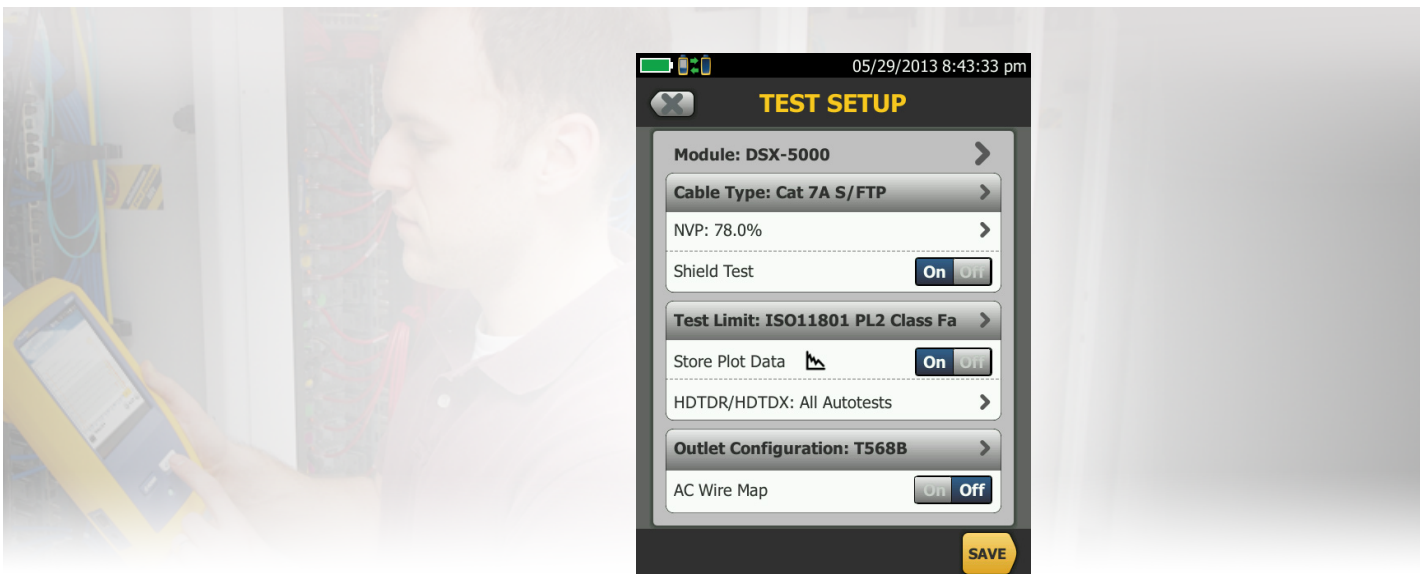 05/29/2013 8:43:33 pm
TEST SETUP
Module: DSX-5000
Cable Type: Cat 7A S/FTP
NVP: 78.0%
Shield Test On Off
Test Limit: ISO11801 PL2 Class Fa
Store Plot Data On Off
HDTDR/HDTDX: All Autotests
Outlet Configuration: T568B
AC Wire Map On Off
SAVE